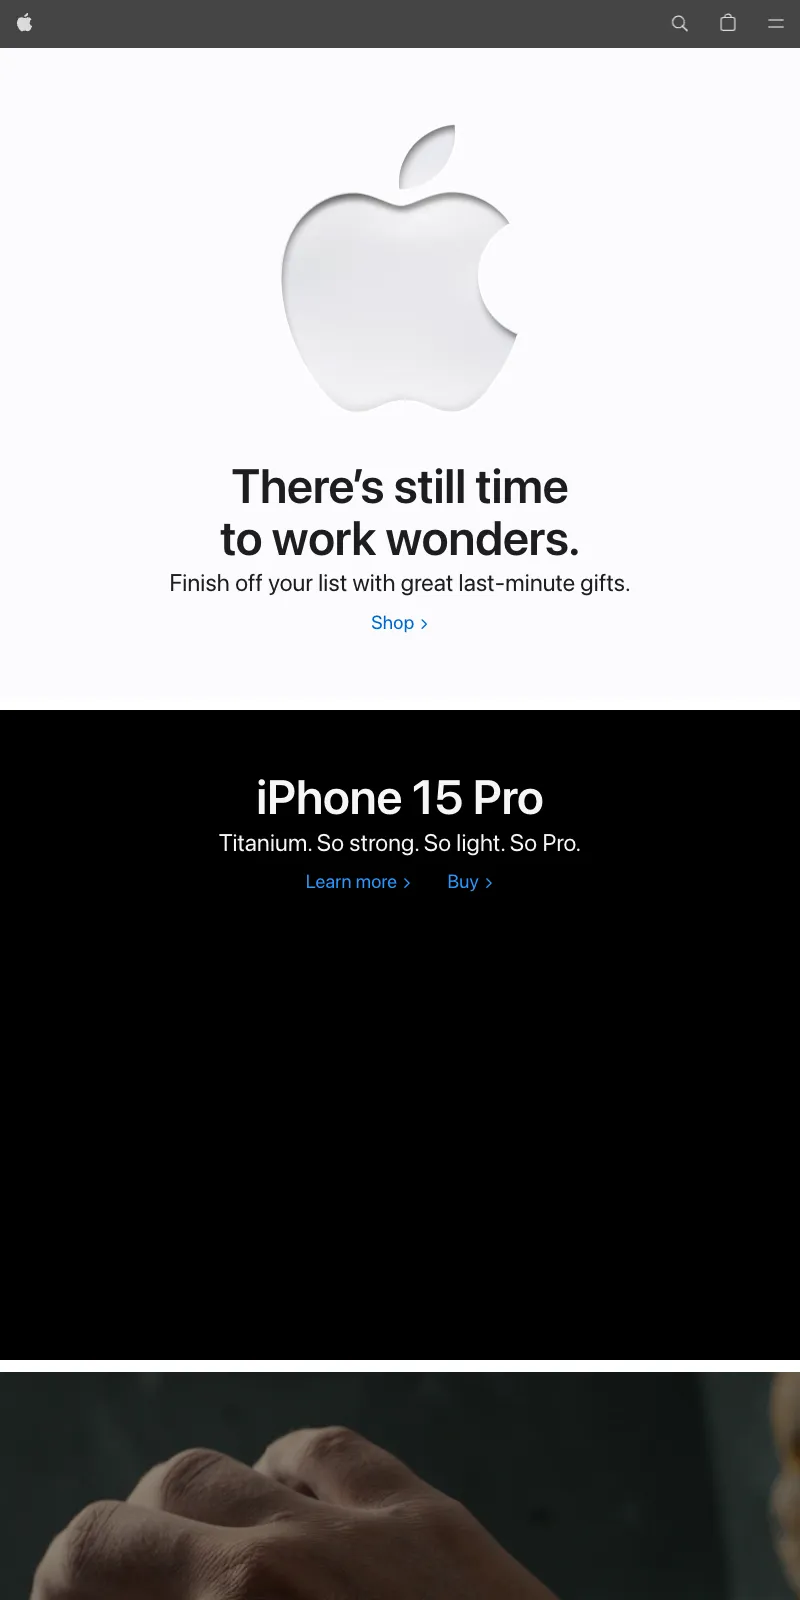 There’s still time
to work wonders.
Finish off your list with great last-minute gifts.
Shop >
iPhone 15 Pro
Titanium. So strong. So light. So Pro.
Learn more > Buy >